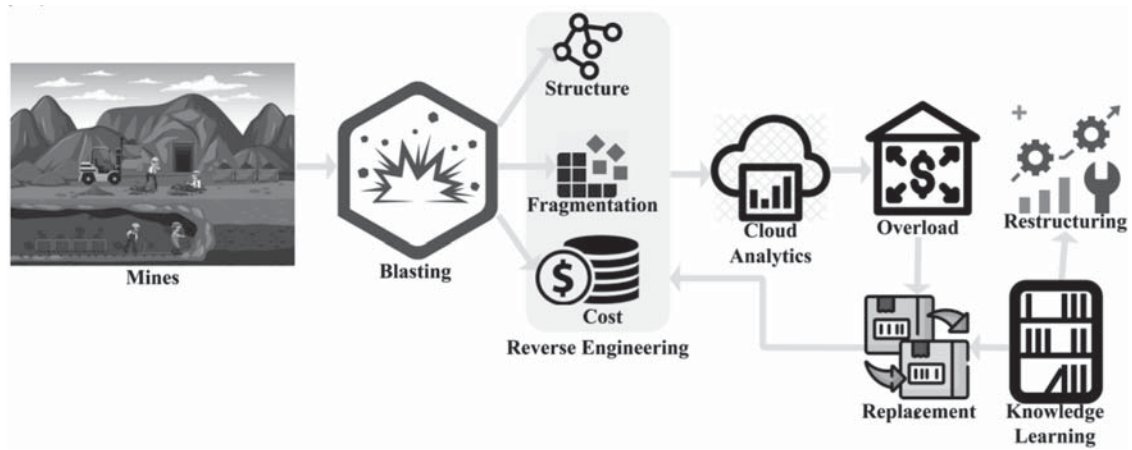 Structure
Fragmentation
Cost
Reverse Engineering
Mines
Blasting
Cloud
Analytics
Overload
Restructuring
Replacement
Knowledge
Learning